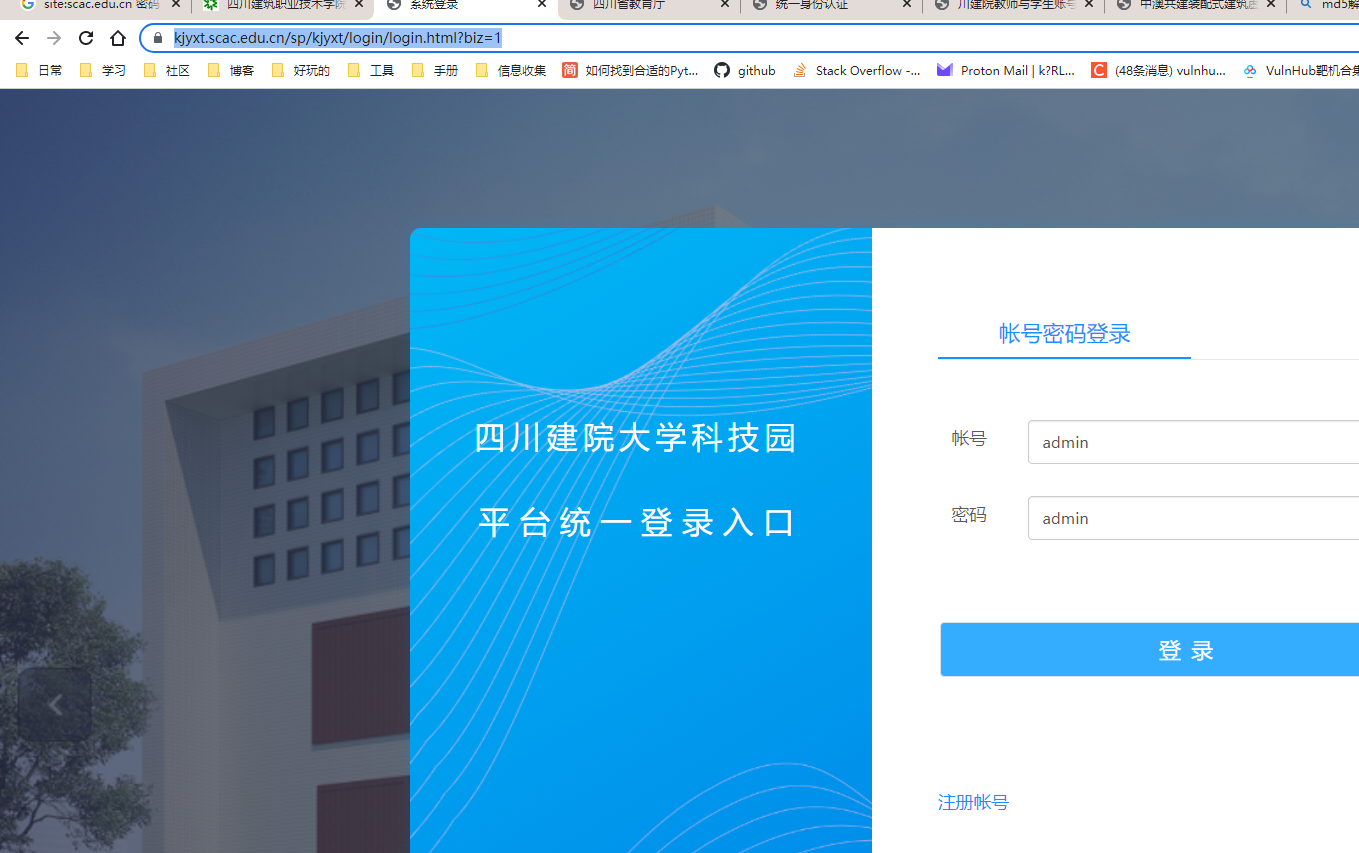 site:scac.edu.cn 密码
四川建筑职业技术学院
系统登录
四川省教育厅
统一身份认证
川建院教师与学生账号
中澳共建装配式建筑
md5解
kjyxt.scac.edu.cn/sp/kjyxt/login/login.html?biz=1
日常 学习 社区 博客 好玩的 工具 手册 信息收集 简 如何找到合适的Pyt... github Stack Overflow -... Proton Mail | k?RL... C (48条消息) vulnhu... VulnHub靶机合集
帐号密码登录
四川建院大学科技园
平台统一登录入口
帐号 admin
密码 admin
登 录
注册帐号